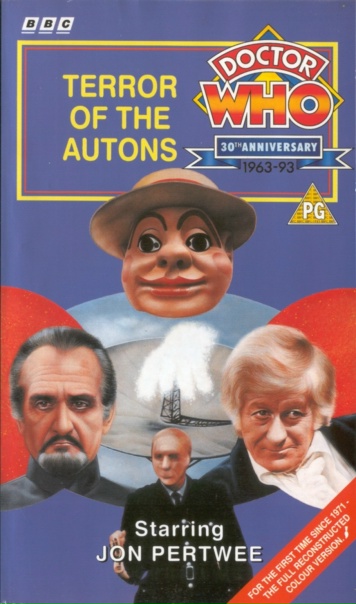 BBC
TERROR
OF THE
AUTONS
DOCTOR
WHO
30TH ANNIVERSARY
1963-93
PG
Starring
JON PERTWEE
FOR THE FIRST TIME SINCE 1971 -
THE FULL RECONSTRUCTED
COLOUR VERSION!